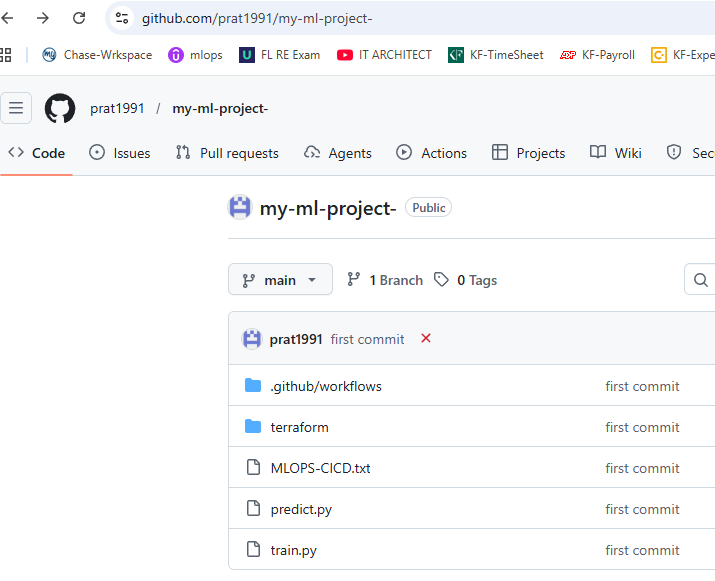 github.com/prat1991/my-ml-project-
Chase-Wrkspace mlops FL RE Exam IT ARCHITECT KF-TimeSheet KF-Payroll KF-Expe
prat1991 / my-ml-project-
Code Issues Pull requests Agents Actions Projects Wiki Sec
my-ml-project- Public
main 1 Branch 0 Tags
prat1991 first commit
.github/workflows first commit
terraform first commit
MLOPS-CICD.txt first commit
predict.py first commit
train.py first commit